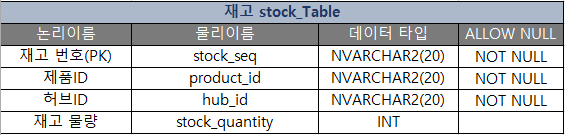 재고 stock_Table
논리이름 물리이름 데이터 타입 ALLOW NULL
재고 번호(PK) stock_seq NVARCHAR2(20) NOT NULL
제품ID product_id NVARCHAR2(20) NOT NULL
허브ID hub_id NVARCHAR2(20) NOT NULL
재고 물량 stock_quantity INT